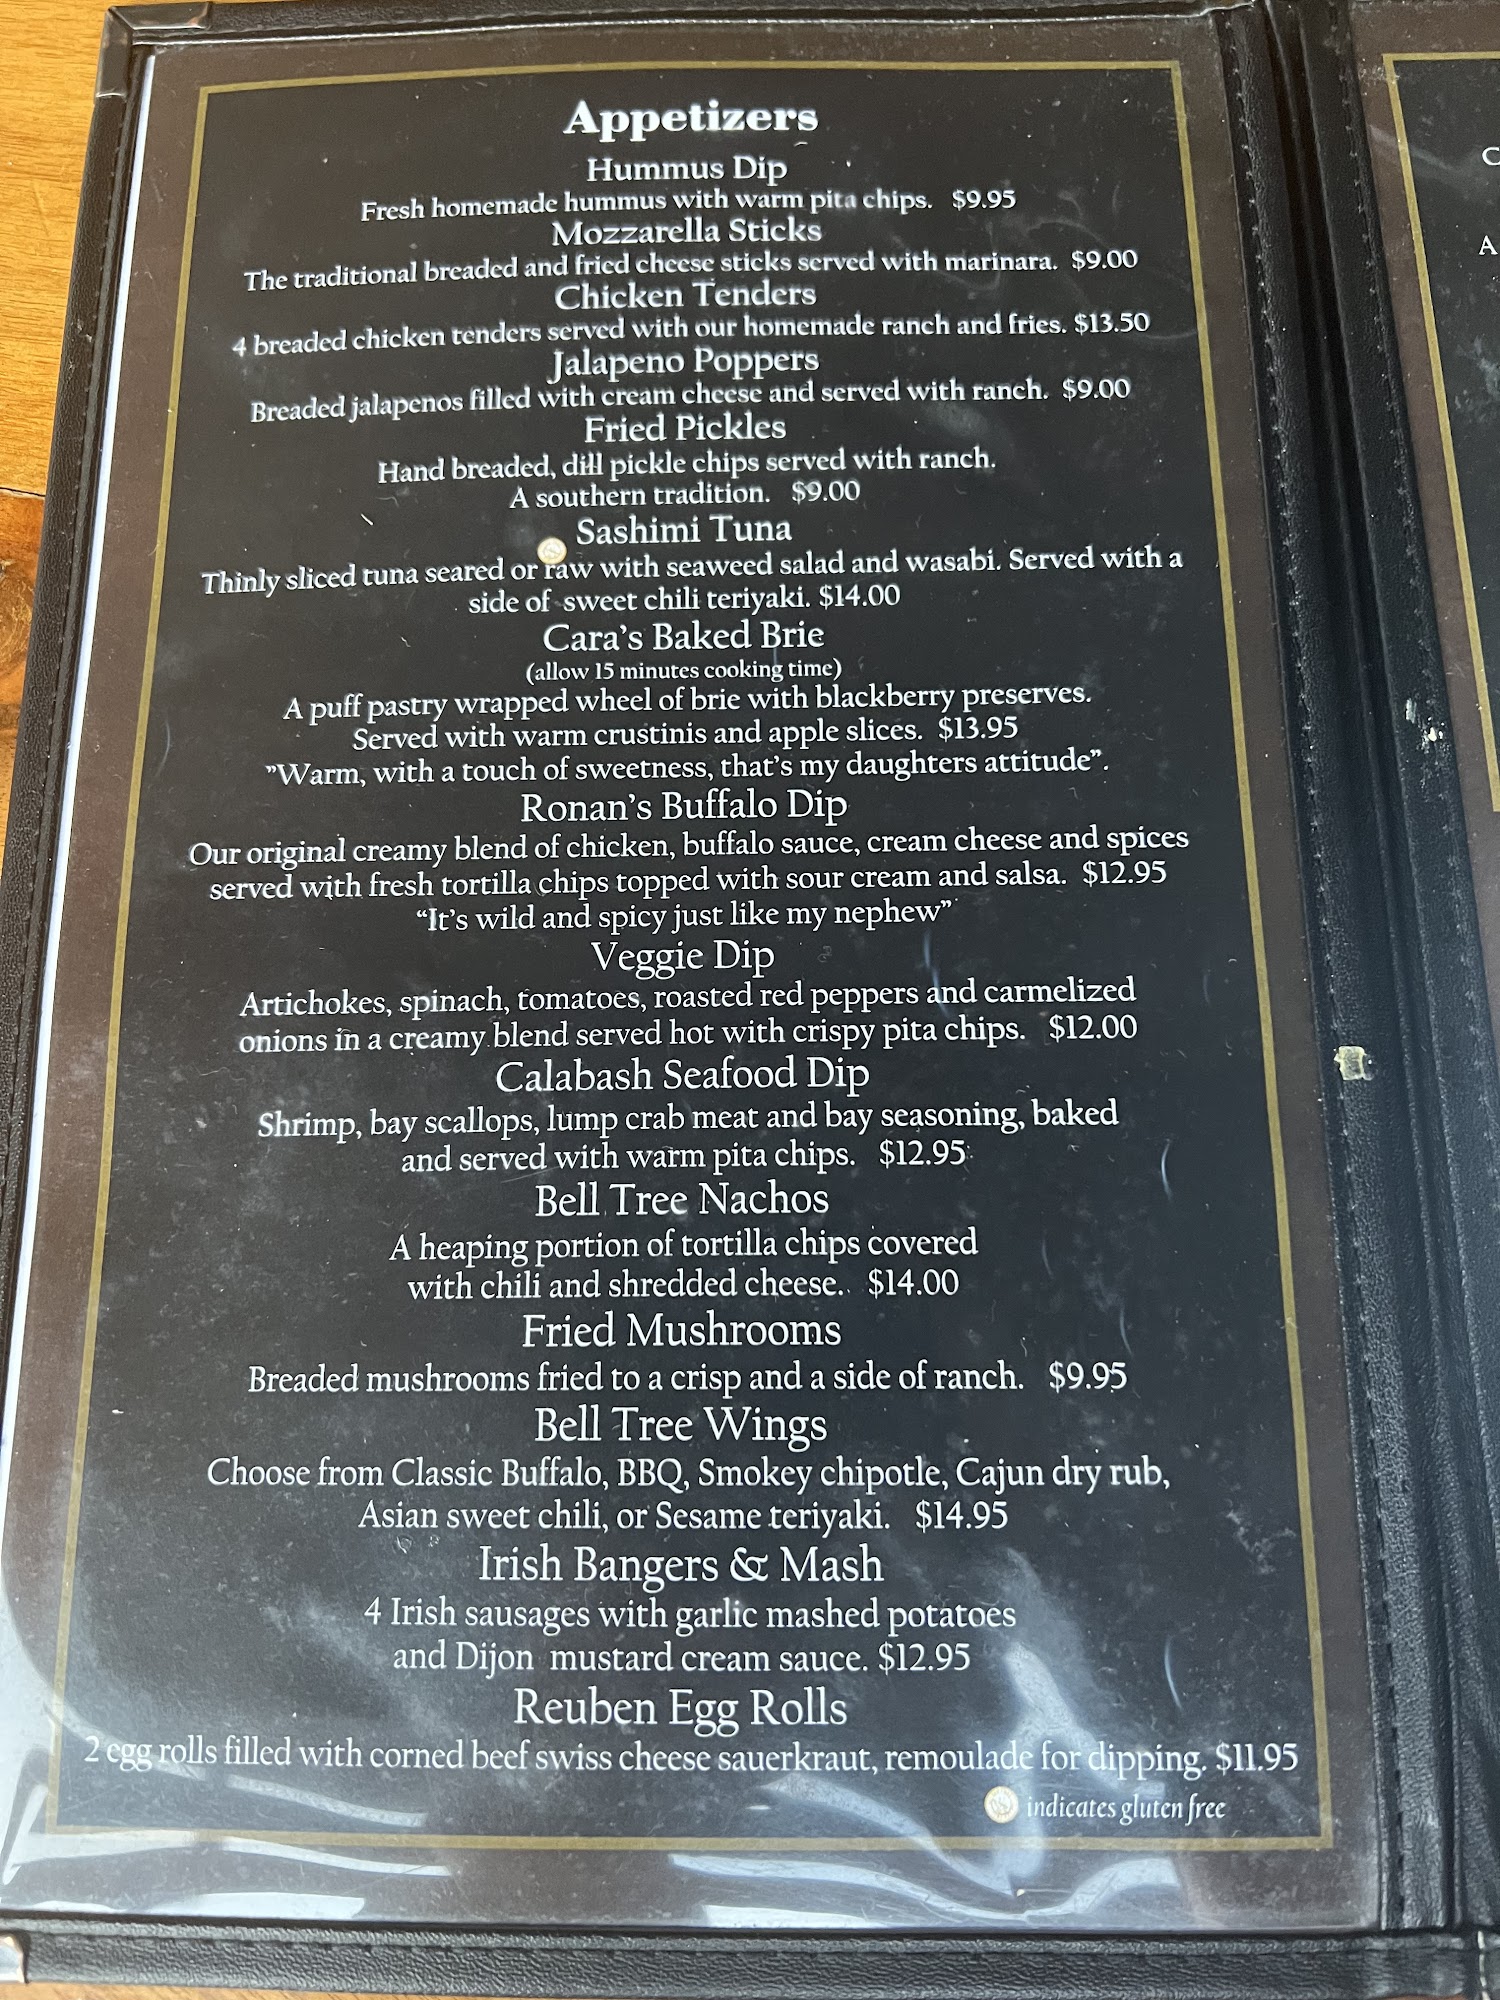 Appetizers
Hummus Dip
Fresh homemade hummus with warm pita chips. $9.95
Mozzarella Sticks
The traditional breaded and fried cheese sticks served with marinara. $9.00
Chicken Tenders
4 breaded chicken tenders served with our homemade ranch and fries. $13.50
Jalapeno Poppers
Breaded jalapenos filled with cream cheese and served with ranch. $9.00
Fried Pickles
Hand breaded, dill pickle chips served with ranch.
A southern tradition. $9.00
Sashimi Tuna
Thinly sliced tuna seared or raw with seaweed salad and wasabi. Served with a
side of sweet chili teriyaki. $14.00
Cara's Baked Brie
(allow 15 minutes cooking time)
A puff pastry wrapped wheel of brie with blackberry preserves.
Served with warm crustinis and apple slices. $13.95
"Warm, with a touch of sweetness, that's my daughters attitude".
Ronan's Buffalo Dip
Our original creamy blend of chicken, buffalo sauce, cream cheese and spices
served with fresh tortilla chips topped with sour cream and salsa. $12.95
"It's wild and spicy just like my nephew"
Veggie Dip
Artichokes, spinach, tomatoes, roasted red peppers and carmelized
onions in a creamy blend served hot with crispy pita chips. $12.00
Calabash Seafood Dip
Shrimp, bay scallops, lump crab meat and bay seasoning, baked
and served with warm pita chips. $12.95
Bell Tree Nachos
A heaping portion of tortilla chips covered
with chili and shredded cheese. $14.00
Fried Mushrooms
Breaded mushrooms fried to a crisp and a side of ranch. $9.95
Bell Tree Wings
Choose from Classic Buffalo, BBQ, Smokey chipotle, Cajun dry rub,
Asian sweet chili, or Sesame teriyaki. $14.95
Irish Bangers & Mash
4 Irish sausages with garlic mashed potatoes
and Dijon mustard cream sauce. $12.95
Reuben Egg Rolls
2 egg rolls filled with corned beef swiss cheese sauerkraut, remoulade for dipping. $11.95
indicates gluten free